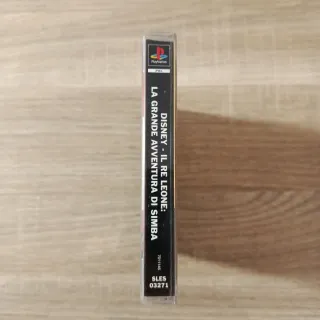 PlayStation
DISNEY - IL RE LEONE:
LA GRANDE AVVENTURA DI SIMBA
SLES
03271